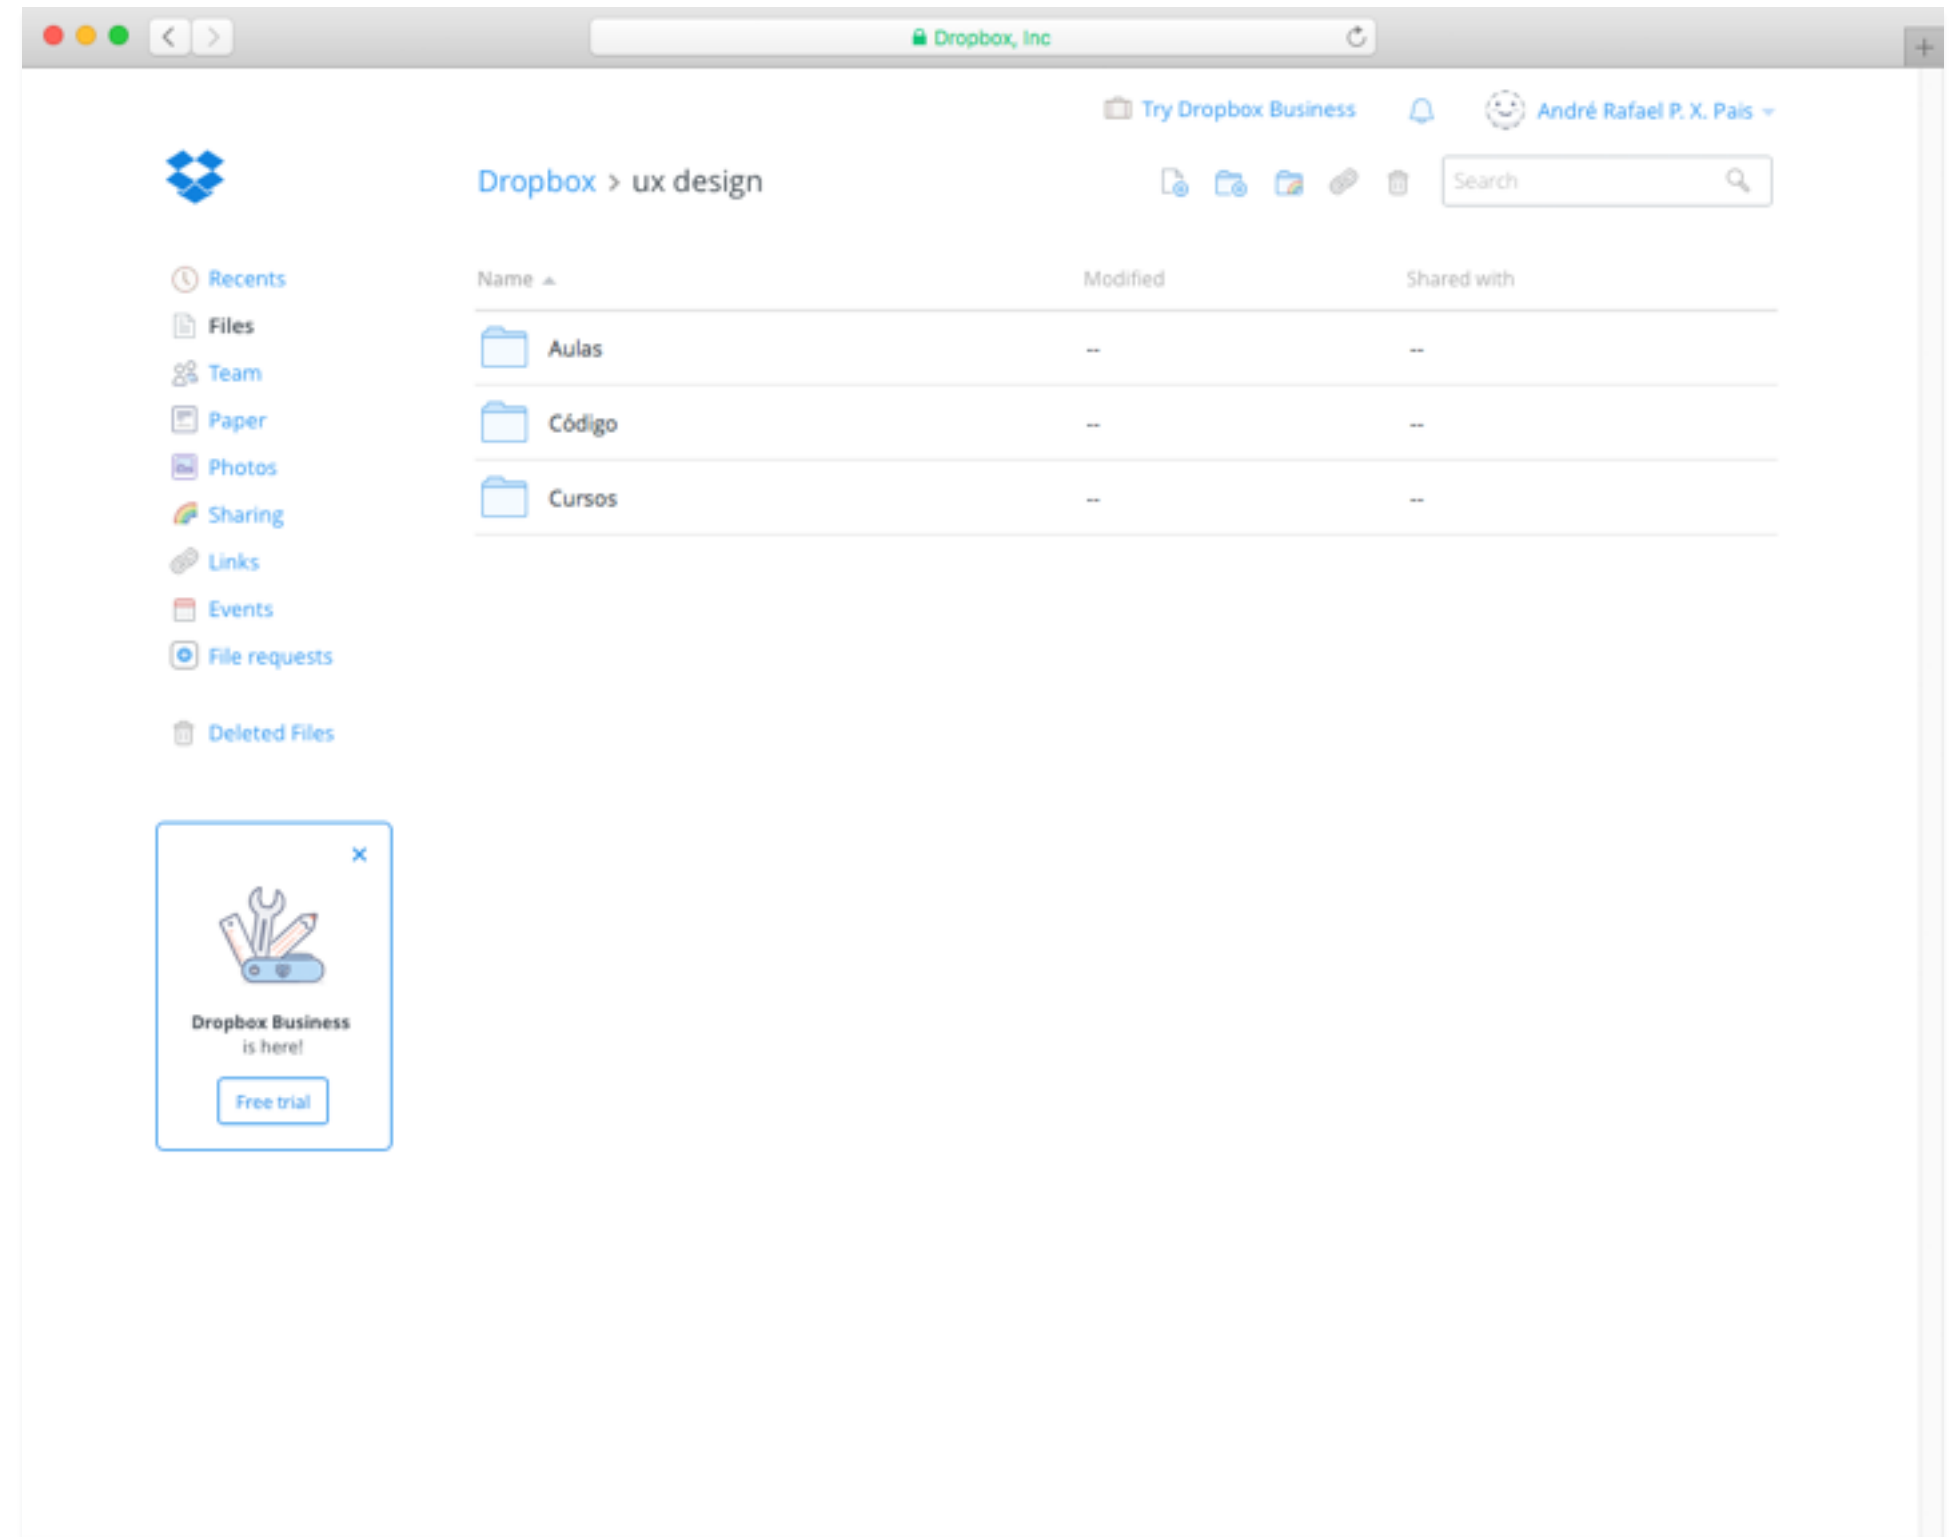 Dropbox, Inc
Try Dropbox Business
André Rafael P. X. Pais
Dropbox > ux design
Search
Recents
Files
Team
Paper
Photos
Sharing
Links
Events
File requests
Deleted Files
Name
Modified
Shared with
Aulas -- --
Código -- --
Cursos -- --
Dropbox Business
is here!
Free trial